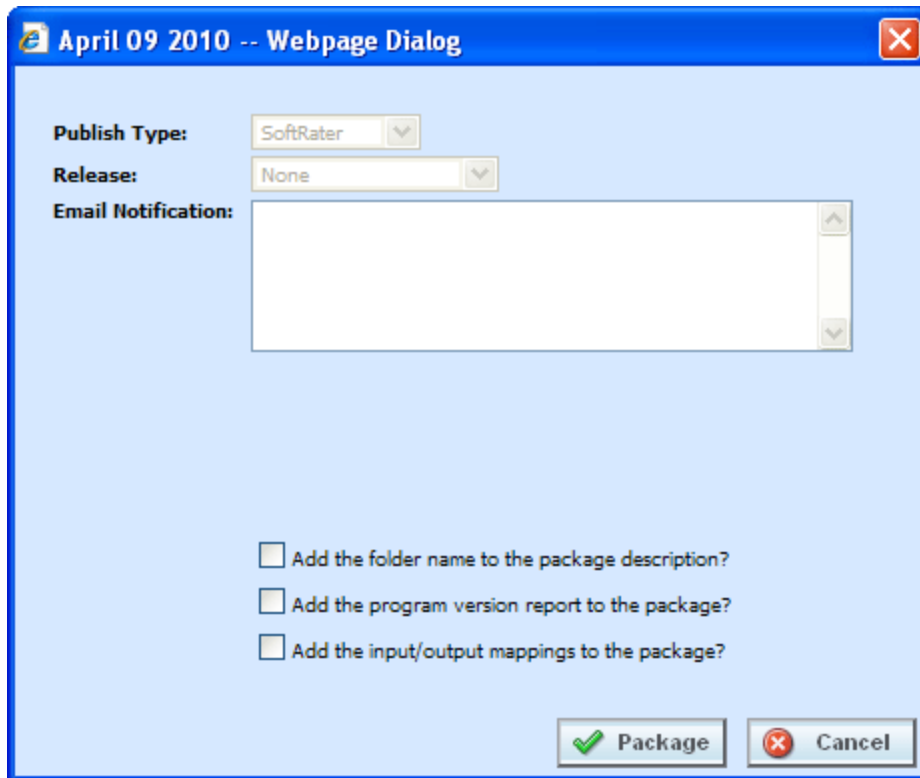 April 09 2010 -- Webpage Dialog
Publish Type: SoftRater
Release: None
Email Notification:
Add the folder name to the package description?
Add the program version report to the package?
Add the input/output mappings to the package?
Package Cancel